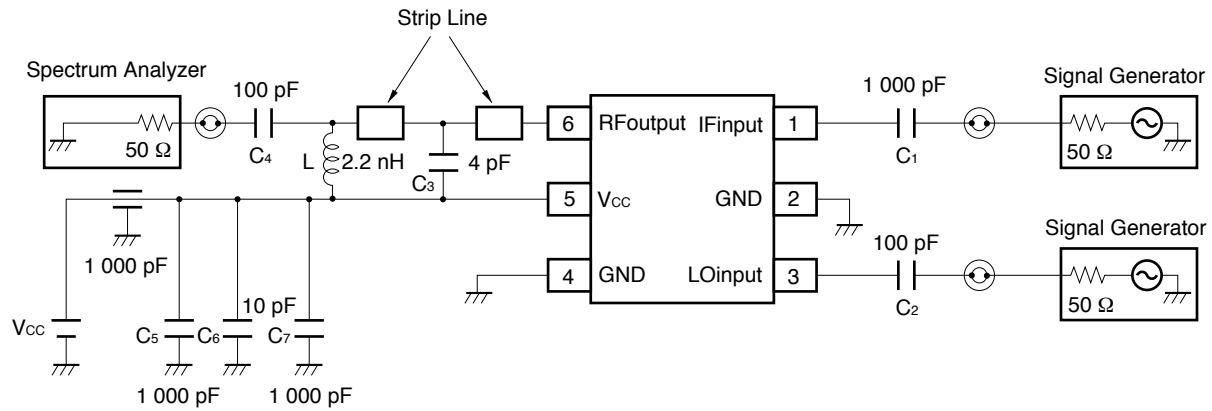 Strip Line
Spectrum Analyzer
100 pF
50 Ω
C4
L
2.2 nH
C3
4 pF
1 000 pF
VCC
C5
1 000 pF
C6
10 pF
C7
1 000 pF
6 RFoutput
5 VCC
4 GND
IFinput 1
GND 2
LOinput 3
1 000 pF
C1
Signal Generator
50 Ω
100 pF
C2
Signal Generator
50 Ω